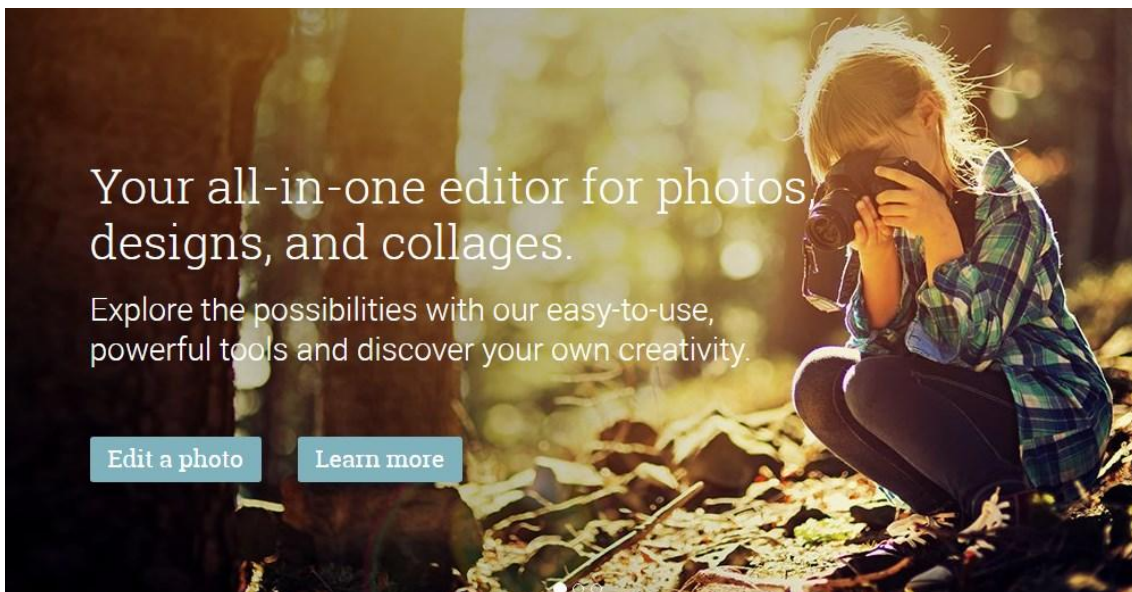 Your all-in-one editor for photos,
designs, and collages.
Explore the possibilities with our easy-to-use,
powerful tools and discover your own creativity.
Edit a photo
Learn more